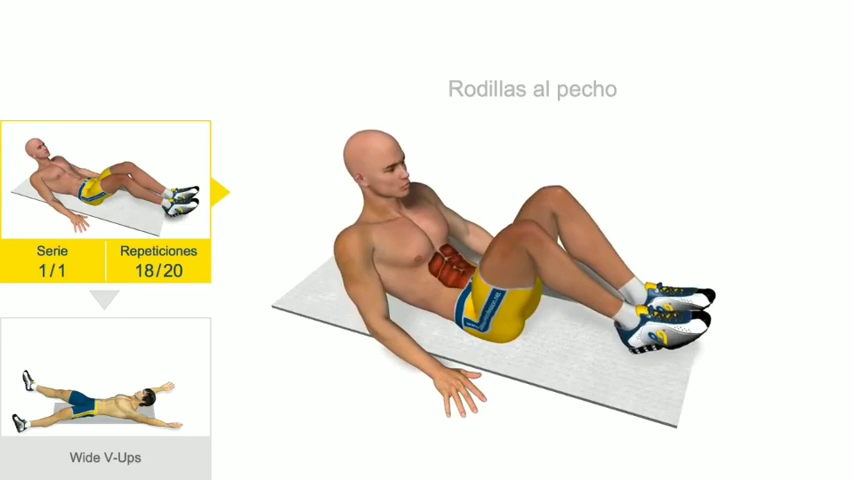 Rodillas al pecho
Serie
1/1
Repeticiones
18/20
Wide V-Ups